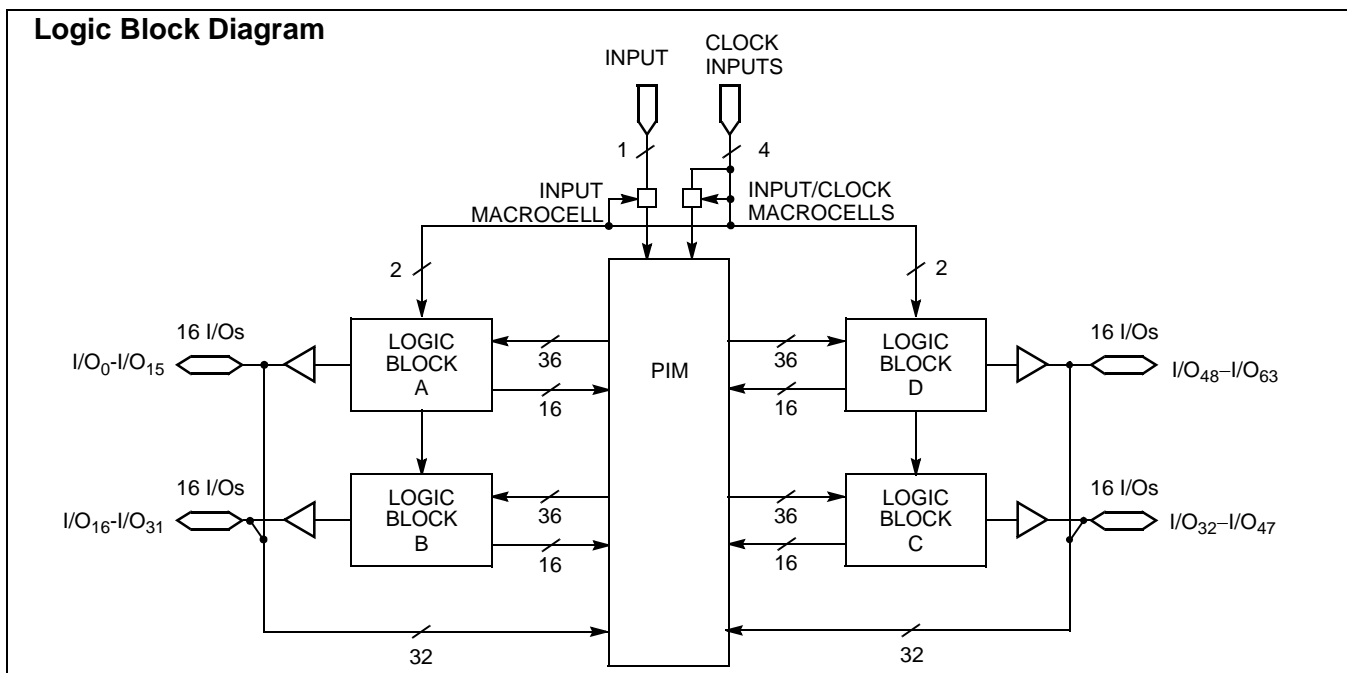 Logic Block Diagram
INPUT
CLOCK
INPUTS
1
4
INPUT
MACROCELL
INPUT/CLOCK
MACROCELLS
2
2
16 I/Os
I/O0-I/O15
LOGIC
BLOCK
A
36
16
PIM
36
16
LOGIC
BLOCK
D
16 I/Os
I/O48–I/O63
16 I/Os
I/O16-I/O31
LOGIC
BLOCK
B
36
16
36
16
LOGIC
BLOCK
C
16 I/Os
I/O32–I/O47
32
32